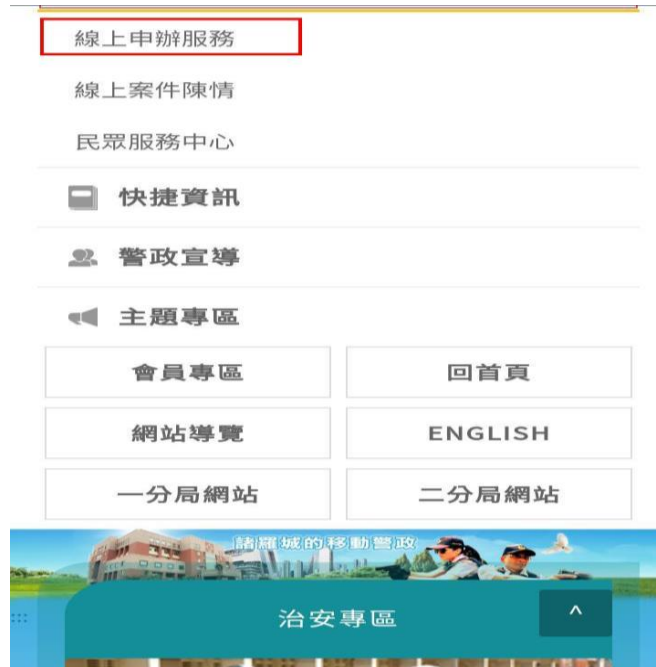 線上申辦服務
線上案件陳情
民眾服務中心
快捷資訊
警政宣導
主題專區
會員專區
回首頁
網站導覽
ENGLISH
一分局網站
二分局網站
諸羅城的移動警政
治安專區
^